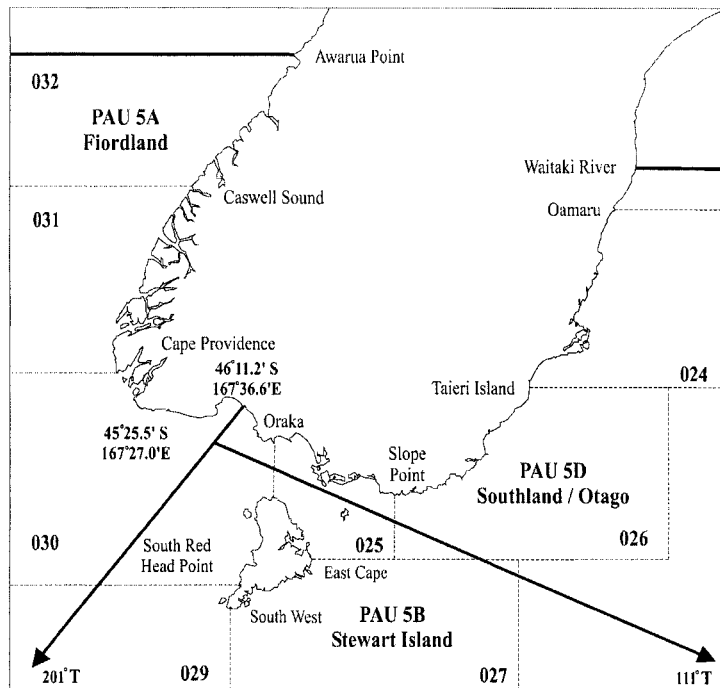 Awarua Point
032
PAU 5A
Fiordland
Waitaki River
Caswell Sound
Oamaru
031
Cape Providence
46°11.2' S
167°36.6'E
024
Taieri Island
45°25.5' S
167°27.0'E
Oraka
Slope
Point
PAU 5D
Southland / Otago
030
South Red
Head Point
025
026
East Cape
South West
PAU 5B
Stewart Island
201°T
029
027
111°T